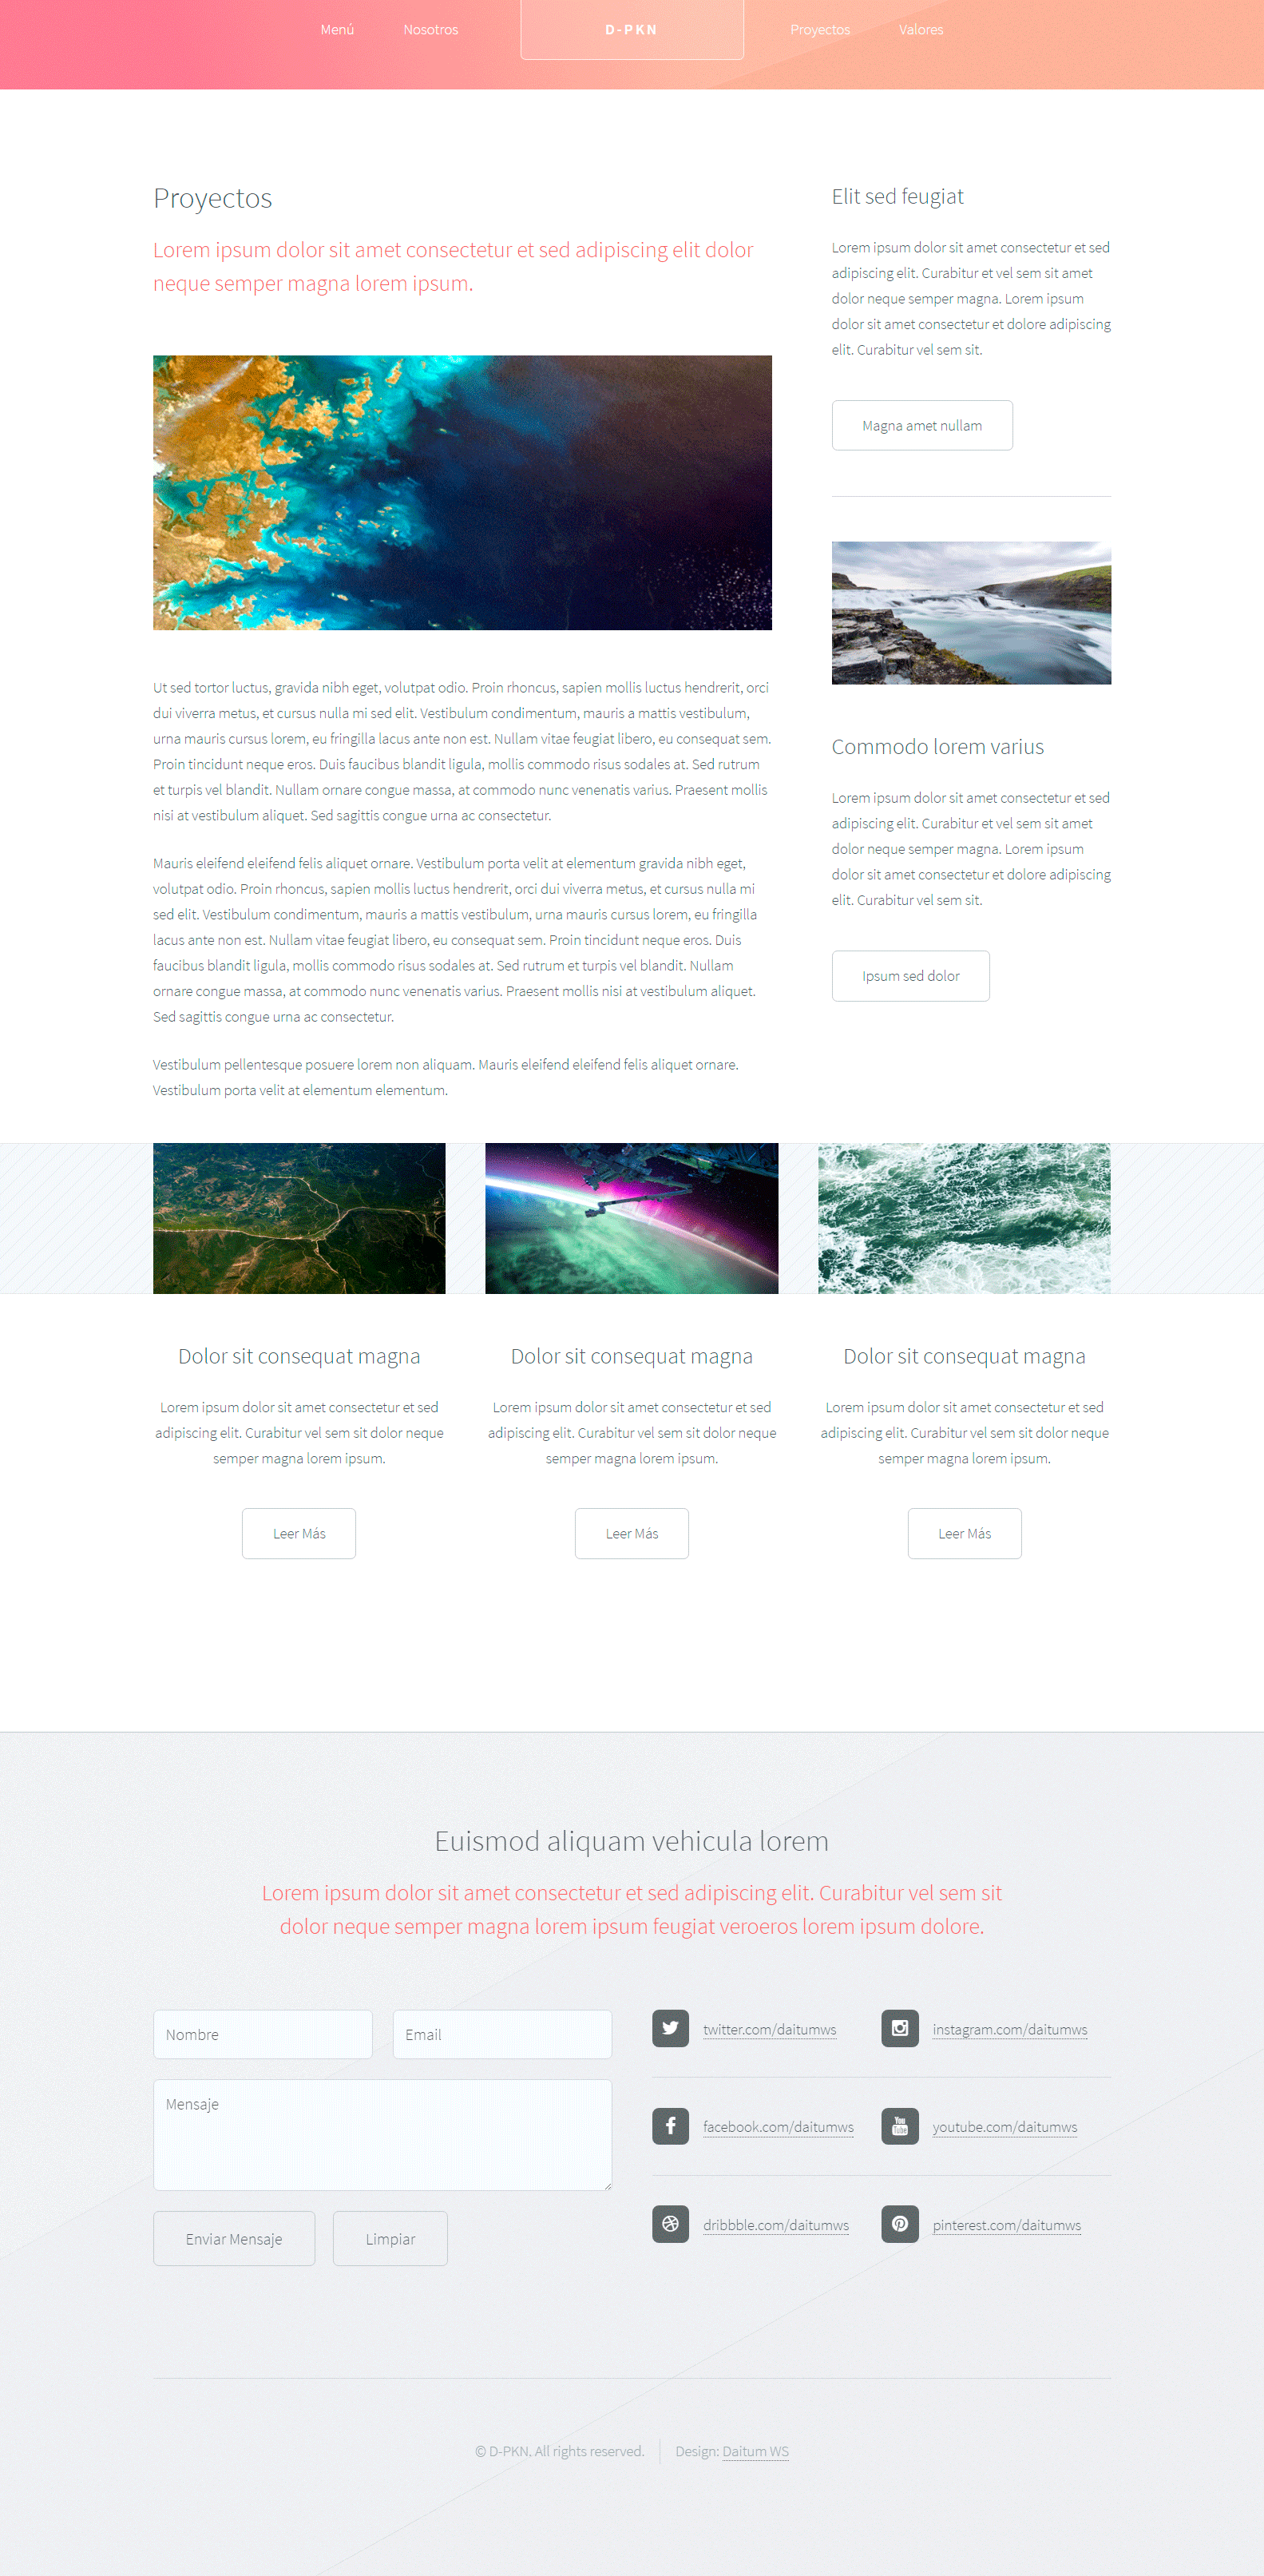 Menú
Nosotros
D-PKN
Proyectos
Valores
Proyectos
Lorem ipsum dolor sit amet consectetur et sed adipiscing elit dolor
neque semper magna lorem ipsum.
Ut sed tortor luctus, gravida nibh eget, volutpat odio. Proin rhoncus, sapien mollis luctus hendrerit, orci
dui viverra metus, et cursus nulla mi sed elit. Vestibulum condimentum, mauris a mattis vestibulum,
urna mauris cursus lorem, eu fringilla lacus ante non est. Nullam vitae feugiat libero, eu consequat sem.
Proin tincidunt neque eros. Duis faucibus blandit ligula, mollis commodo risus sodales at. Sed rutrum
et turpis vel blandit. Nullam ornare congue massa, at commodo nunc venenatis varius. Praesent mollis
nisi at vestibulum aliquet. Sed sagittis congue urna ac consectetur.
Mauris eleifend eleifend felis aliquet ornare. Vestibulum porta velit at elementum gravida nibh eget,
volutpat odio. Proin rhoncus, sapien mollis luctus hendrerit, orci dui viverra metus, et cursus nulla mi
sed elit. Vestibulum condimentum, mauris a mattis vestibulum, urna mauris cursus lorem, eu fringilla
lacus ante non est. Nullam vitae feugiat libero, eu consequat sem. Proin tincidunt neque eros. Duis
faucibus blandit ligula, mollis commodo risus sodales at. Sed rutrum et turpis vel blandit. Nullam
ornare congue massa, at commodo nunc venenatis varius. Praesent mollis nisi at vestibulum aliquet.
Sed sagittis congue urna ac consectetur.
Vestibulum pellentesque posuere lorem non aliquam. Mauris eleifend eleifend felis aliquet ornare.
Vestibulum porta velit at elementum elementum.
Elit sed feugiat
Lorem ipsum dolor sit amet consectetur et sed
adipiscing elit. Curabitur et vel sem sit amet
dolor neque semper magna. Lorem ipsum
dolor sit amet consectetur et dolore adipiscing
elit. Curabitur vel sem sit.
Magna amet nullam
Commodo lorem varius
Lorem ipsum dolor sit amet consectetur et sed
adipiscing elit. Curabitur et vel sem sit amet
dolor neque semper magna. Lorem ipsum
dolor sit amet consectetur et dolore adipiscing
elit. Curabitur vel sem sit.
Ipsum sed dolor
Dolor sit consequat magna
Lorem ipsum dolor sit amet consectetur et sed
adipiscing elit. Curabitur vel sem sit dolor neque
semper magna lorem ipsum.
Leer Más
Dolor sit consequat magna
Lorem ipsum dolor sit amet consectetur et sed
adipiscing elit. Curabitur vel sem sit dolor neque
semper magna lorem ipsum.
Leer Más
Dolor sit consequat magna
Lorem ipsum dolor sit amet consectetur et sed
adipiscing elit. Curabitur vel sem sit dolor neque
semper magna lorem ipsum.
Leer Más
Euismod aliquam vehicula lorem
Lorem ipsum dolor sit amet consectetur et sed adipiscing elit. Curabitur vel sem sit
dolor neque semper magna lorem ipsum feugiat veroeros lorem ipsum dolore.
Nombre
Email
Mensaje
Enviar Mensaje
Limpiar
twitter.com/daitumws
instagram.com/daitumws
facebook.com/daitumws
You Tube
youtube.com/daitumws
dribbble.com/daitumws
pinterest.com/daitumws
© D-PKN, All rights reserved.
Design: Daitum WS